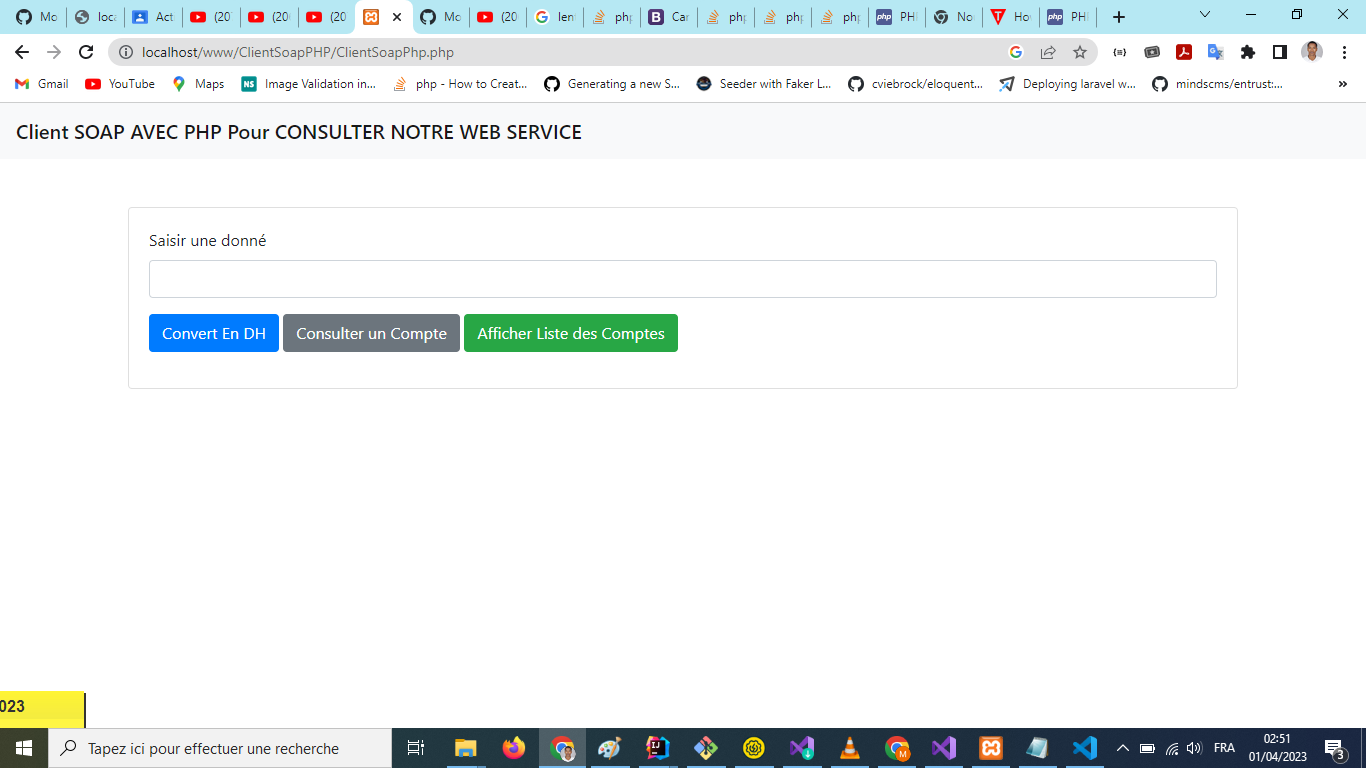 Mo
loca
Act
(20
(20
(20
Mo
(20
len
php
Car
php
php
php
PHP
No
Hov
PHP
localhost/www/ClientSoapPHP/ClientSoapPhp.php
Gmail
YouTube
Maps
Image Validation in...
php - How to Creat...
Generating a new S...
Seeder with Faker L...
cviebrock/eloquent...
Deploying laravel w...
mindscms/entrust:...
Client SOAP AVEC PHP Pour CONSULTER NOTRE WEB SERVICE
Saisir une donné
Convert En DH
Consulter un Compte
Afficher Liste des Comptes
023
Tapez ici pour effectuer une recherche
FRA
02:51
01/04/2023
3